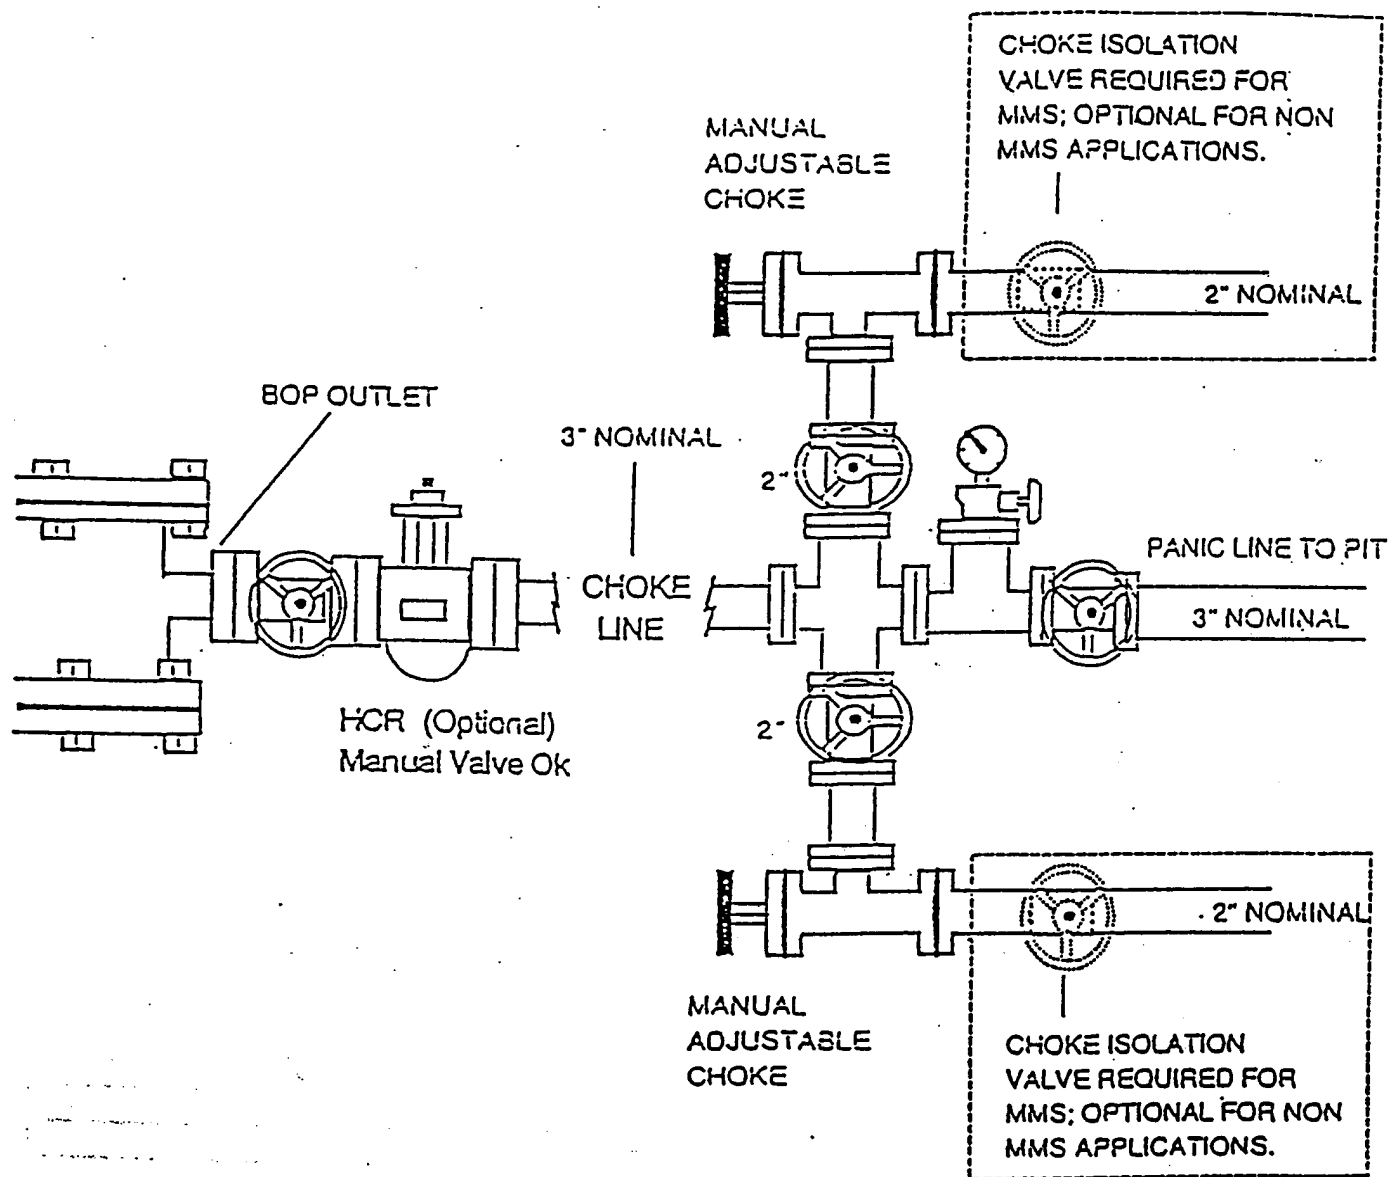 CHOKE ISOLATION
VALVE REQUIRED FOR
MMS; OPTIONAL FOR NON
MMS APPLICATIONS.
MANUAL
ADJUSTABLE
CHOKE
2" NOMINAL
BOP OUTLET
3" NOMINAL
2"
PANIC LINE TO PIT
CHOKE
LINE
3" NOMINAL
HCR (Optional)
Manual Valve Ok
2"
2" NOMINAL
MANUAL
ADJUSTABLE
CHOKE
CHOKE ISOLATION
VALVE REQUIRED FOR
MMS; OPTIONAL FOR NON
MMS APPLICATIONS.